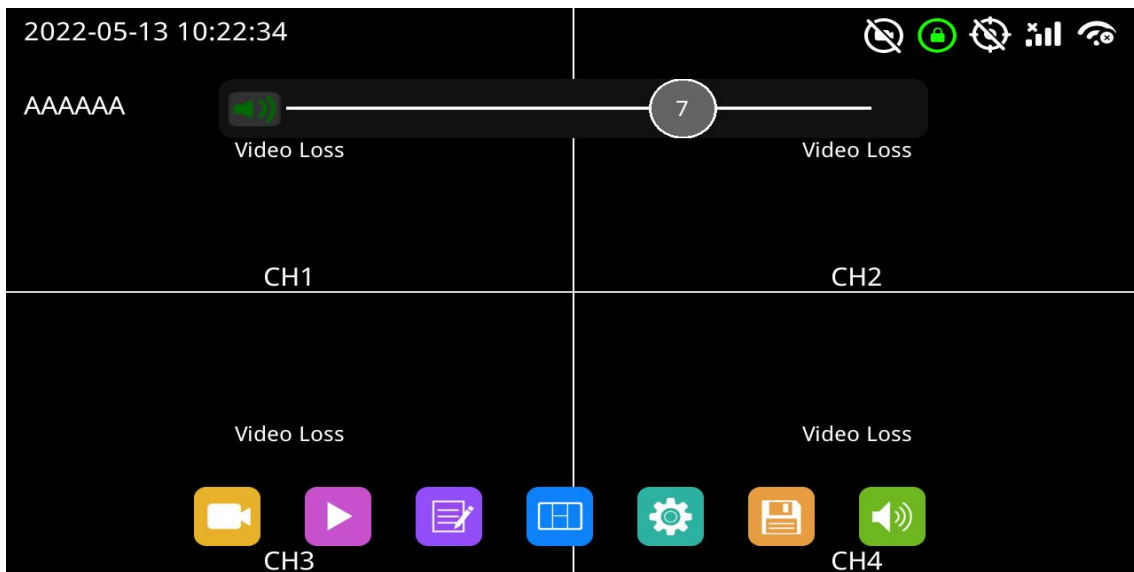 2022-05-13 10:22:34
AAAAAA
7
Video Loss
Video Loss
CH1
CH2
Video Loss
Video Loss
CH3
CH4